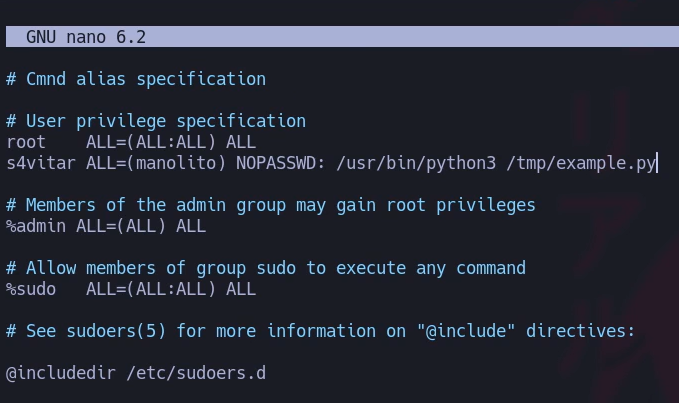 GNU nano 6.2
# Cmnd alias specification
# User privilege specification
root    ALL=(ALL:ALL) ALL
s4vitar ALL=(manolito) NOPASSWD: /usr/bin/python3 /tmp/example.py
# Members of the admin group may gain root privileges
%admin ALL=(ALL) ALL
# Allow members of group sudo to execute any command
%sudo   ALL=(ALL:ALL) ALL
# See sudoers(5) for more information on "@include" directives:
@includedir /etc/sudoers.d